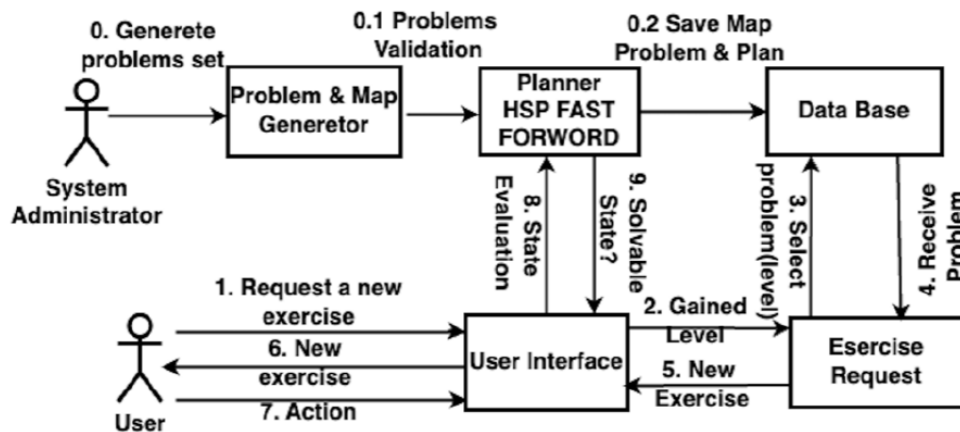 0. Generete
problems set
0.1 Problems
Validation
0.2 Save Map
Problem & Plan
Problem & Map
Generetor
Planner
HSP FAST
FORWORD
Data Base
System
Administrator
8. State
Evaluation
9. Solvable
State?
3. Select
problem(level)
4. Receive
Problem
1. Request a new
exercise
6. New
exercise
7. Action
User
User Interface
2. Gained
Level
5. New
Exercise
Esercise
Request